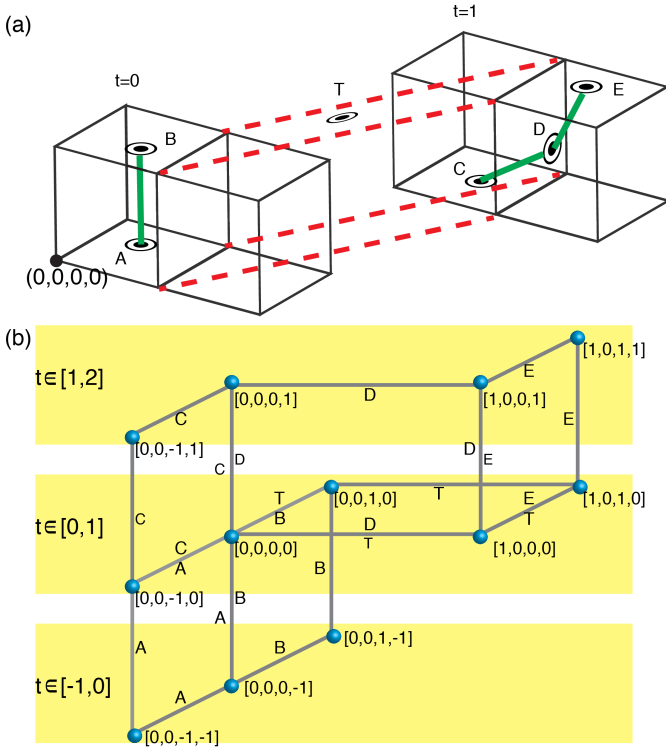 (a)
t=1
t=0
T
E
B
D
C
A
(0,0,0,0)
(b)
[1,0,1,1]
t∈[1,2]
E
[0,0,0,1]
D
[1,0,0,1]
C
E
[0,0,-1,1]
D
D
C
E
T
[0,0,1,0]
T
E
[1,0,1,0]
C
B
D
T
t∈[0,1]
C
[0,0,0,0]
T
[1,0,0,0]
A
B
[0,0,-1,0]
B
A
[0,0,1,-1]
A
B
t∈[-1,0]
A
[0,0,0,-1]
[0,0,-1,-1]